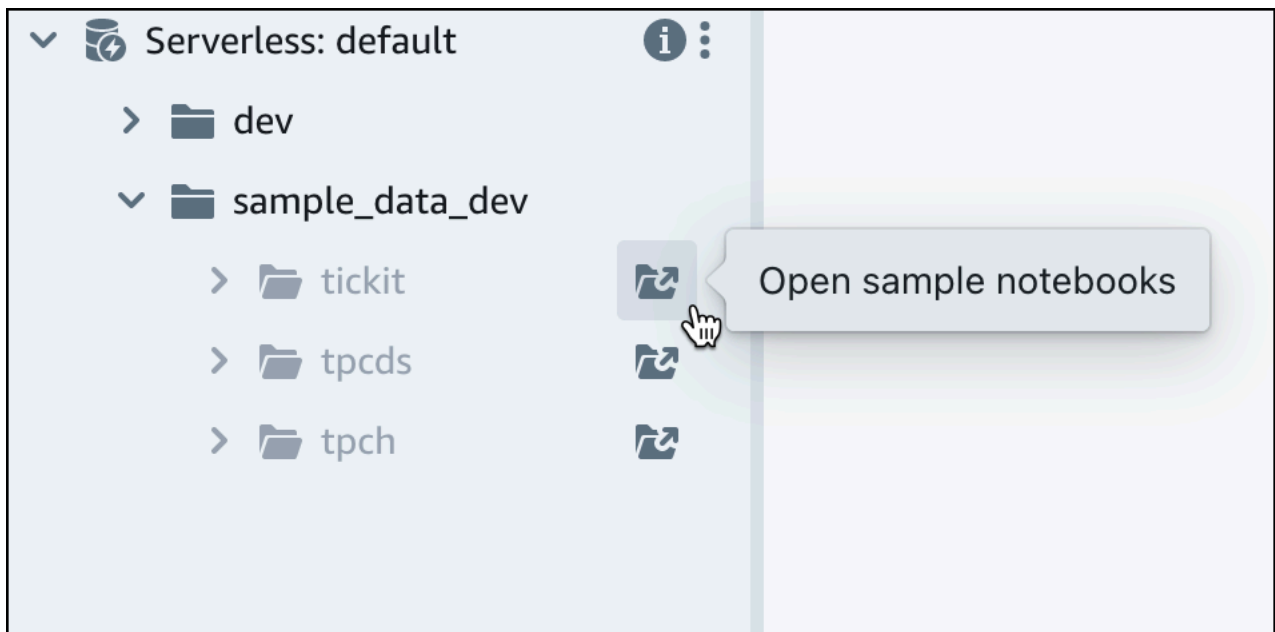 Serverless: default
dev
sample_data_dev
tickit
Open sample notebooks
tpcds
tpch